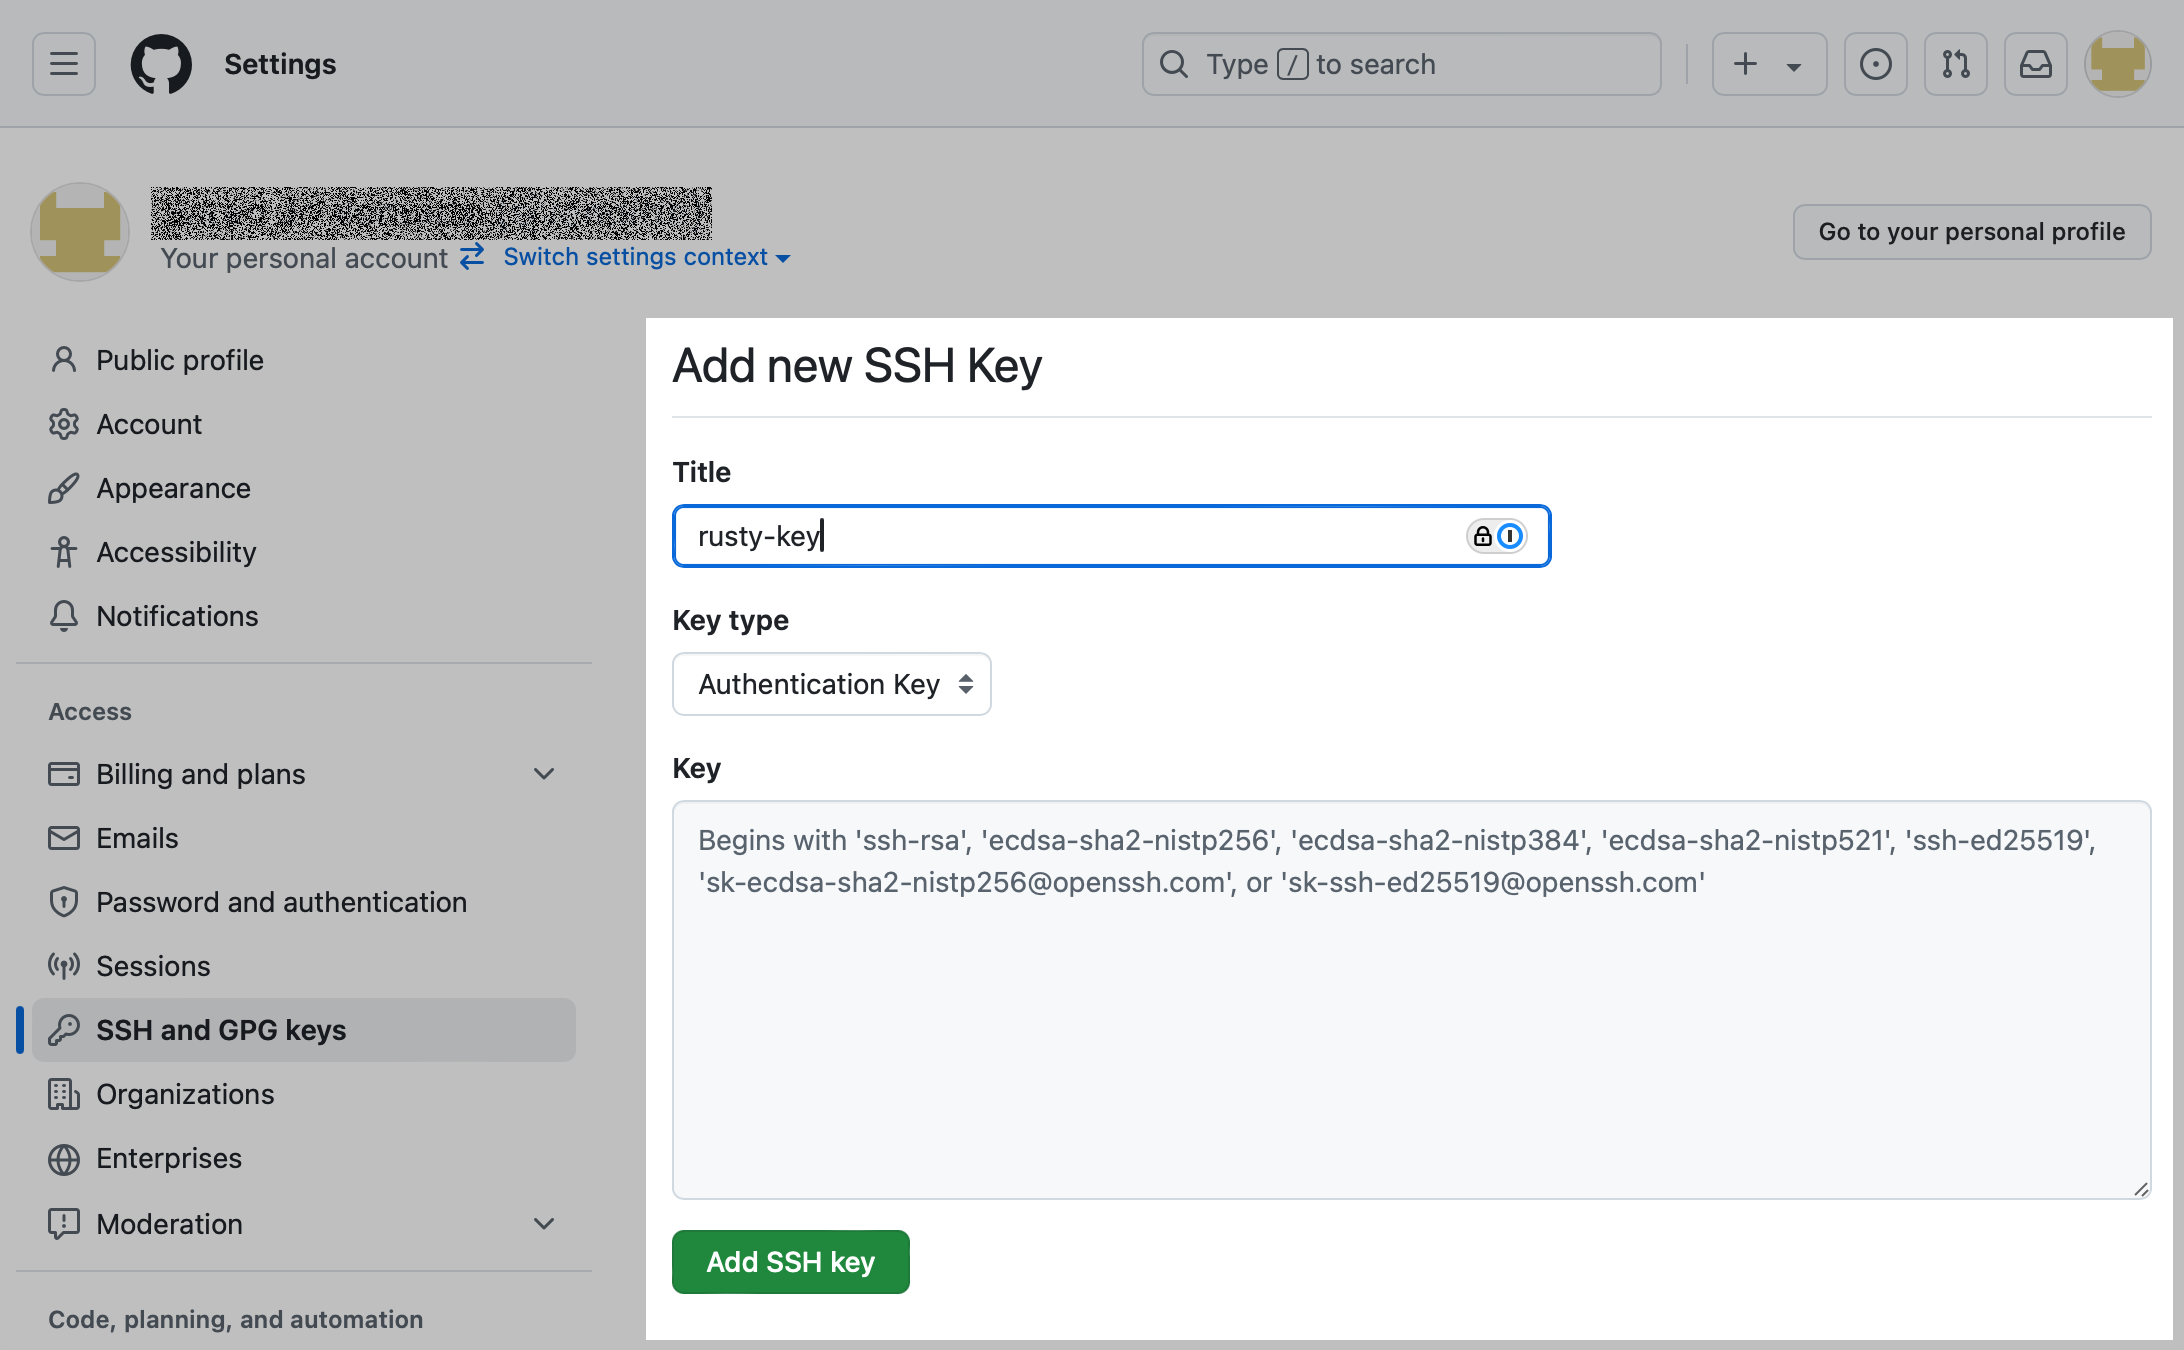 Settings
Type / to search
Your personal account Switch settings context
Go to your personal profile
Public profile
Account
Appearance
Accessibility
Notifications
Access
Billing and plans
Emails
Password and authentication
Sessions
SSH and GPG keys
Organizations
Enterprises
Moderation
Code, planning, and automation
Add new SSH Key
Title
rusty-key
Key type
Authentication Key
Key
Begins with 'ssh-rsa', 'ecdsa-sha2-nistp256', 'ecdsa-sha2-nistp384', 'ecdsa-sha2-nistp521', 'ssh-ed25519',
'sk-ecdsa-sha2-nistp256@openssh.com', or 'sk-ssh-ed25519@openssh.com'
Add SSH key